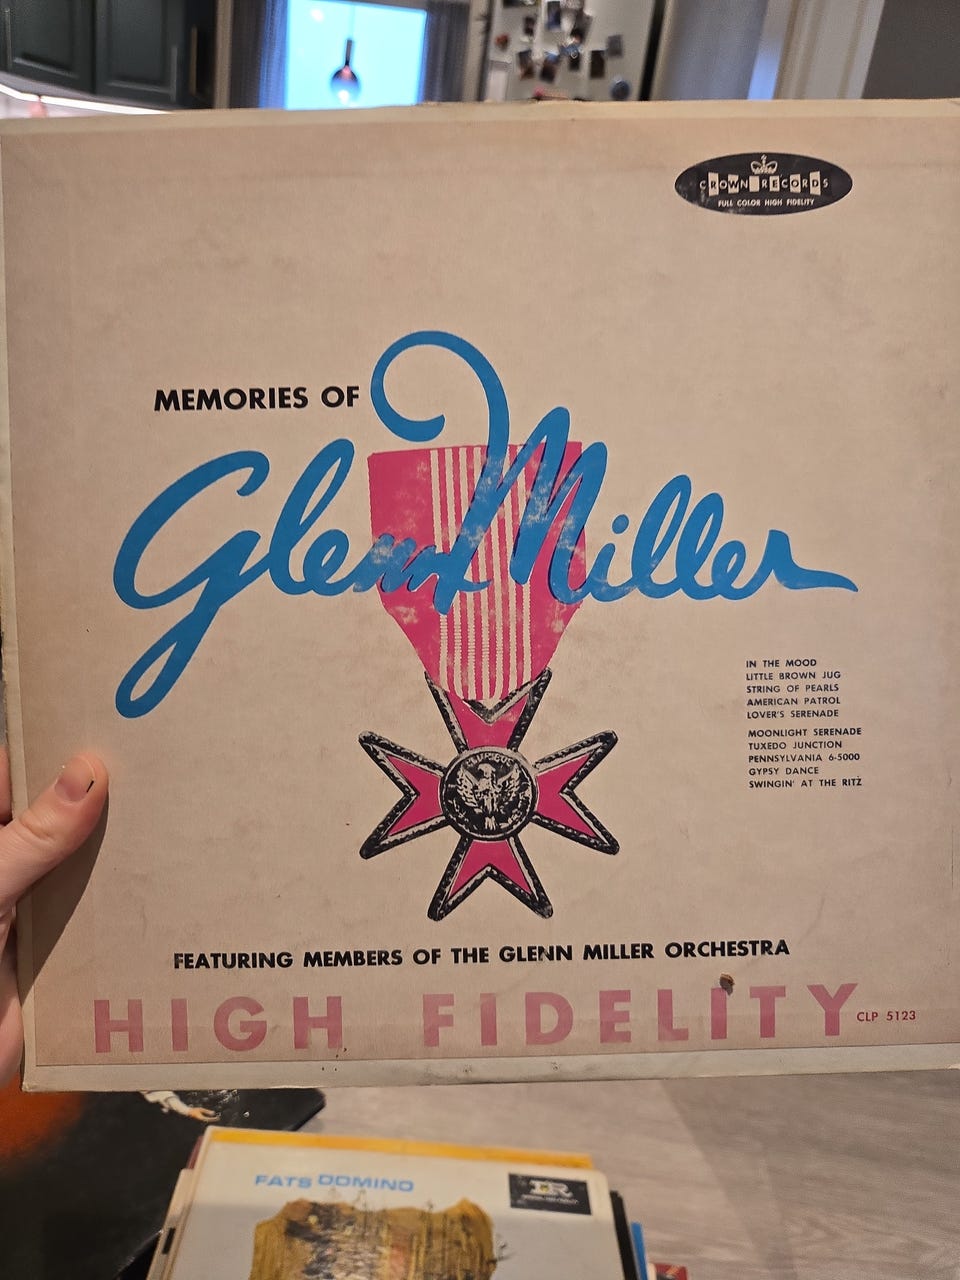 CROWN RECORDS
FULL COLOR HIGH FIDELITY
MEMORIES OF
Glenn Miller
IN THE MOOD
LITTLE BROWN JUG
STRING OF PEARLS
AMERICAN PATROL
LOVER'S SERENADE
MOONLIGHT SERENADE
TUXEDO JUNCTION
PENNSYLVANIA 6-5000
GYPSY DANCE
SWINGIN' AT THE RITZ
FEATURING MEMBERS OF THE GLENN MILLER ORCHESTRA
HIGH FIDELITY
CLP 5123
FATS DOMINO